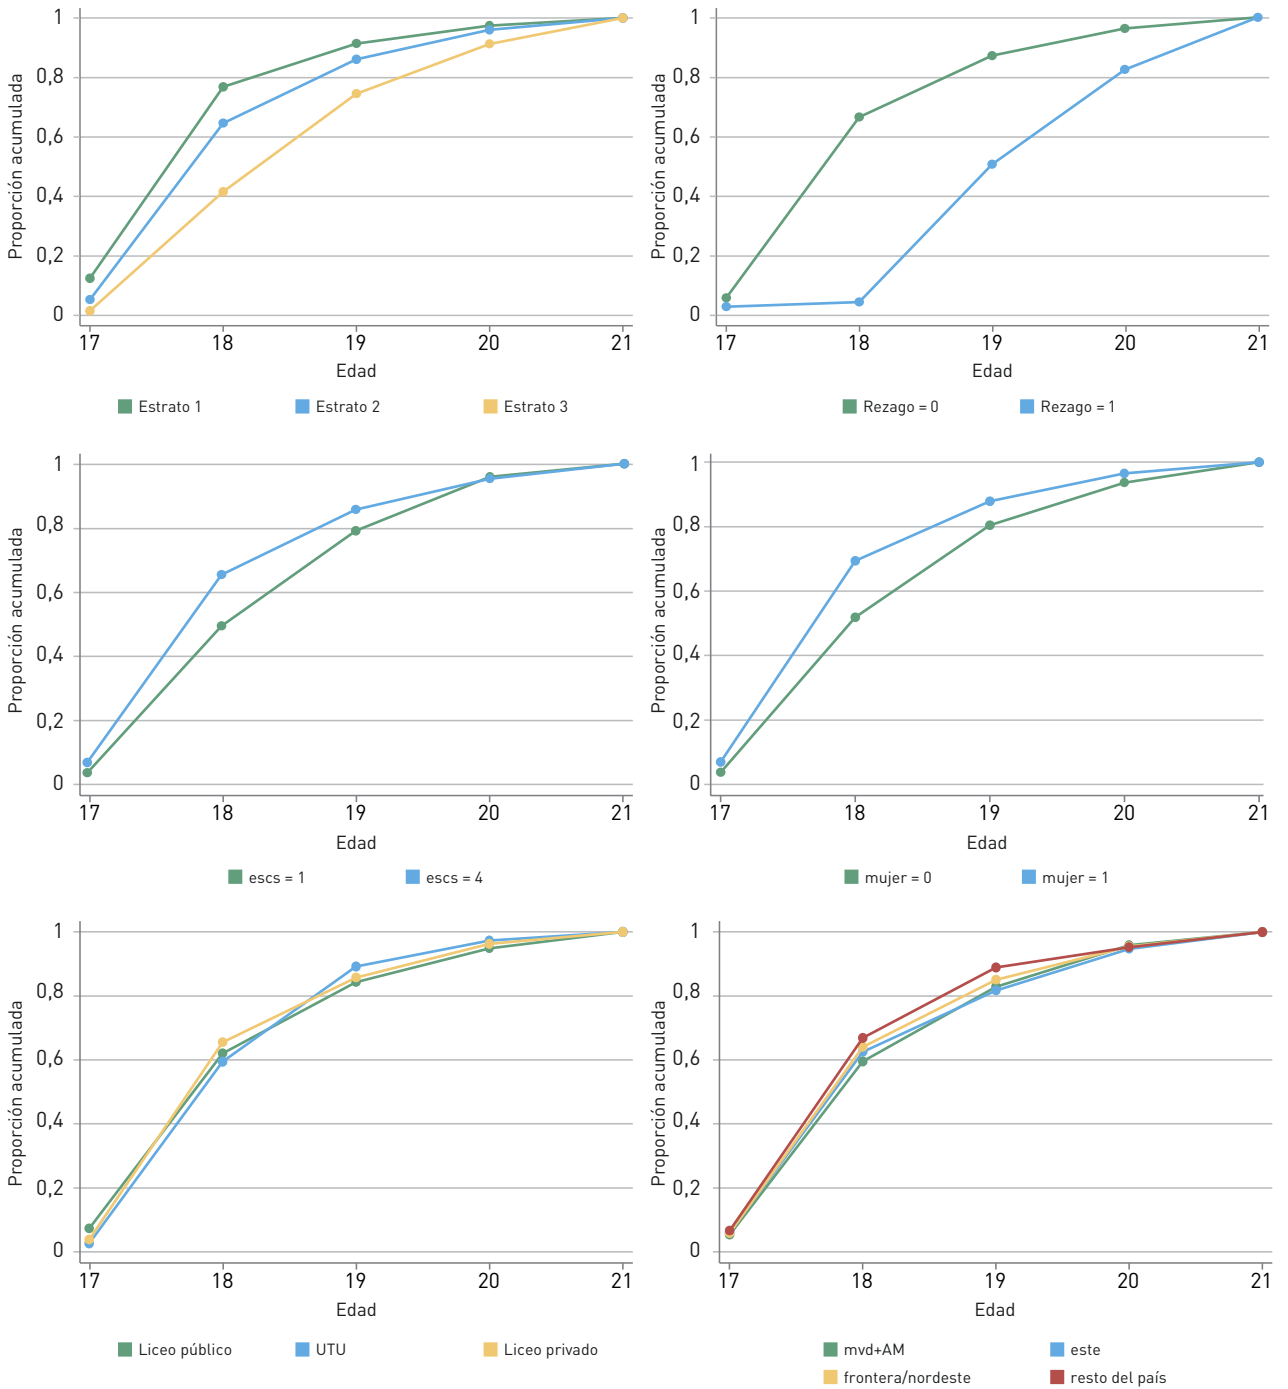 Proporción acumulada
1
0,8
0,6
0,4
0,2
0
17 18 19 20 21
Edad
Estrato 1 Estrato 2 Estrato 3
Proporción acumulada
1
0,8
0,6
0,4
0,2
0
17 18 19 20 21
Edad
Rezago = 0 Rezago = 1
Proporción acumulada
1
0,8
0,6
0,4
0,2
0
17 18 19 20 21
Edad
escs = 1 escs = 4
Proporción acumulada
1
0,8
0,6
0,4
0,2
0
17 18 19 20 21
Edad
mujer = 0 mujer = 1
Proporción acumulada
1
0,8
0,6
0,4
0,2
0
17 18 19 20 21
Edad
Liceo público UTU Liceo privado
Proporción acumulada
1
0,8
0,6
0,4
0,2
0
17 18 19 20 21
Edad
mvd+AM este
frontera/nordeste resto del país